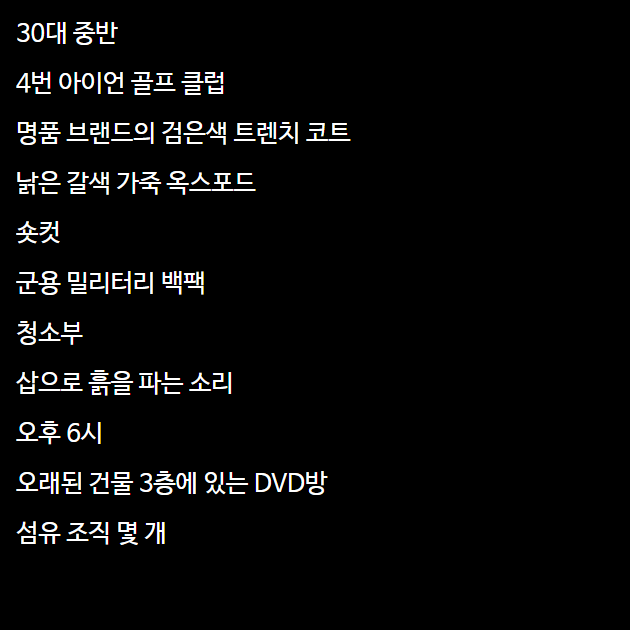 30대 중반
4번 아이언 골프 클럽
명품 브랜드의 검은색 트렌치 코트
낡은 갈색 가죽 옥스포드
숏컷
군용 밀리터리 백팩
청소부
삽으로 흙을 파는 소리
오후 6시
오래된 건물 3층에 있는 DVD방
섬유 조직 몇 개